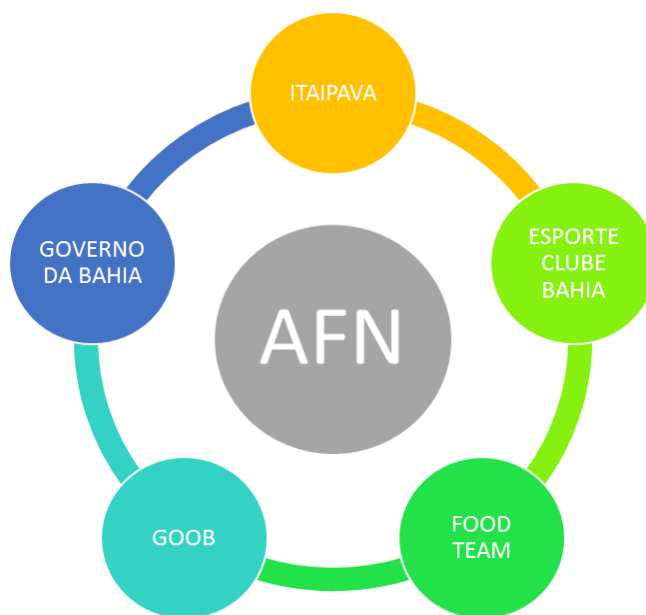 ITAIPAVA
ESPORTE
CLUBE
BAHIA
FOOD
TEAM
GOOB
GOVERNO
DA BAHIA
AFN